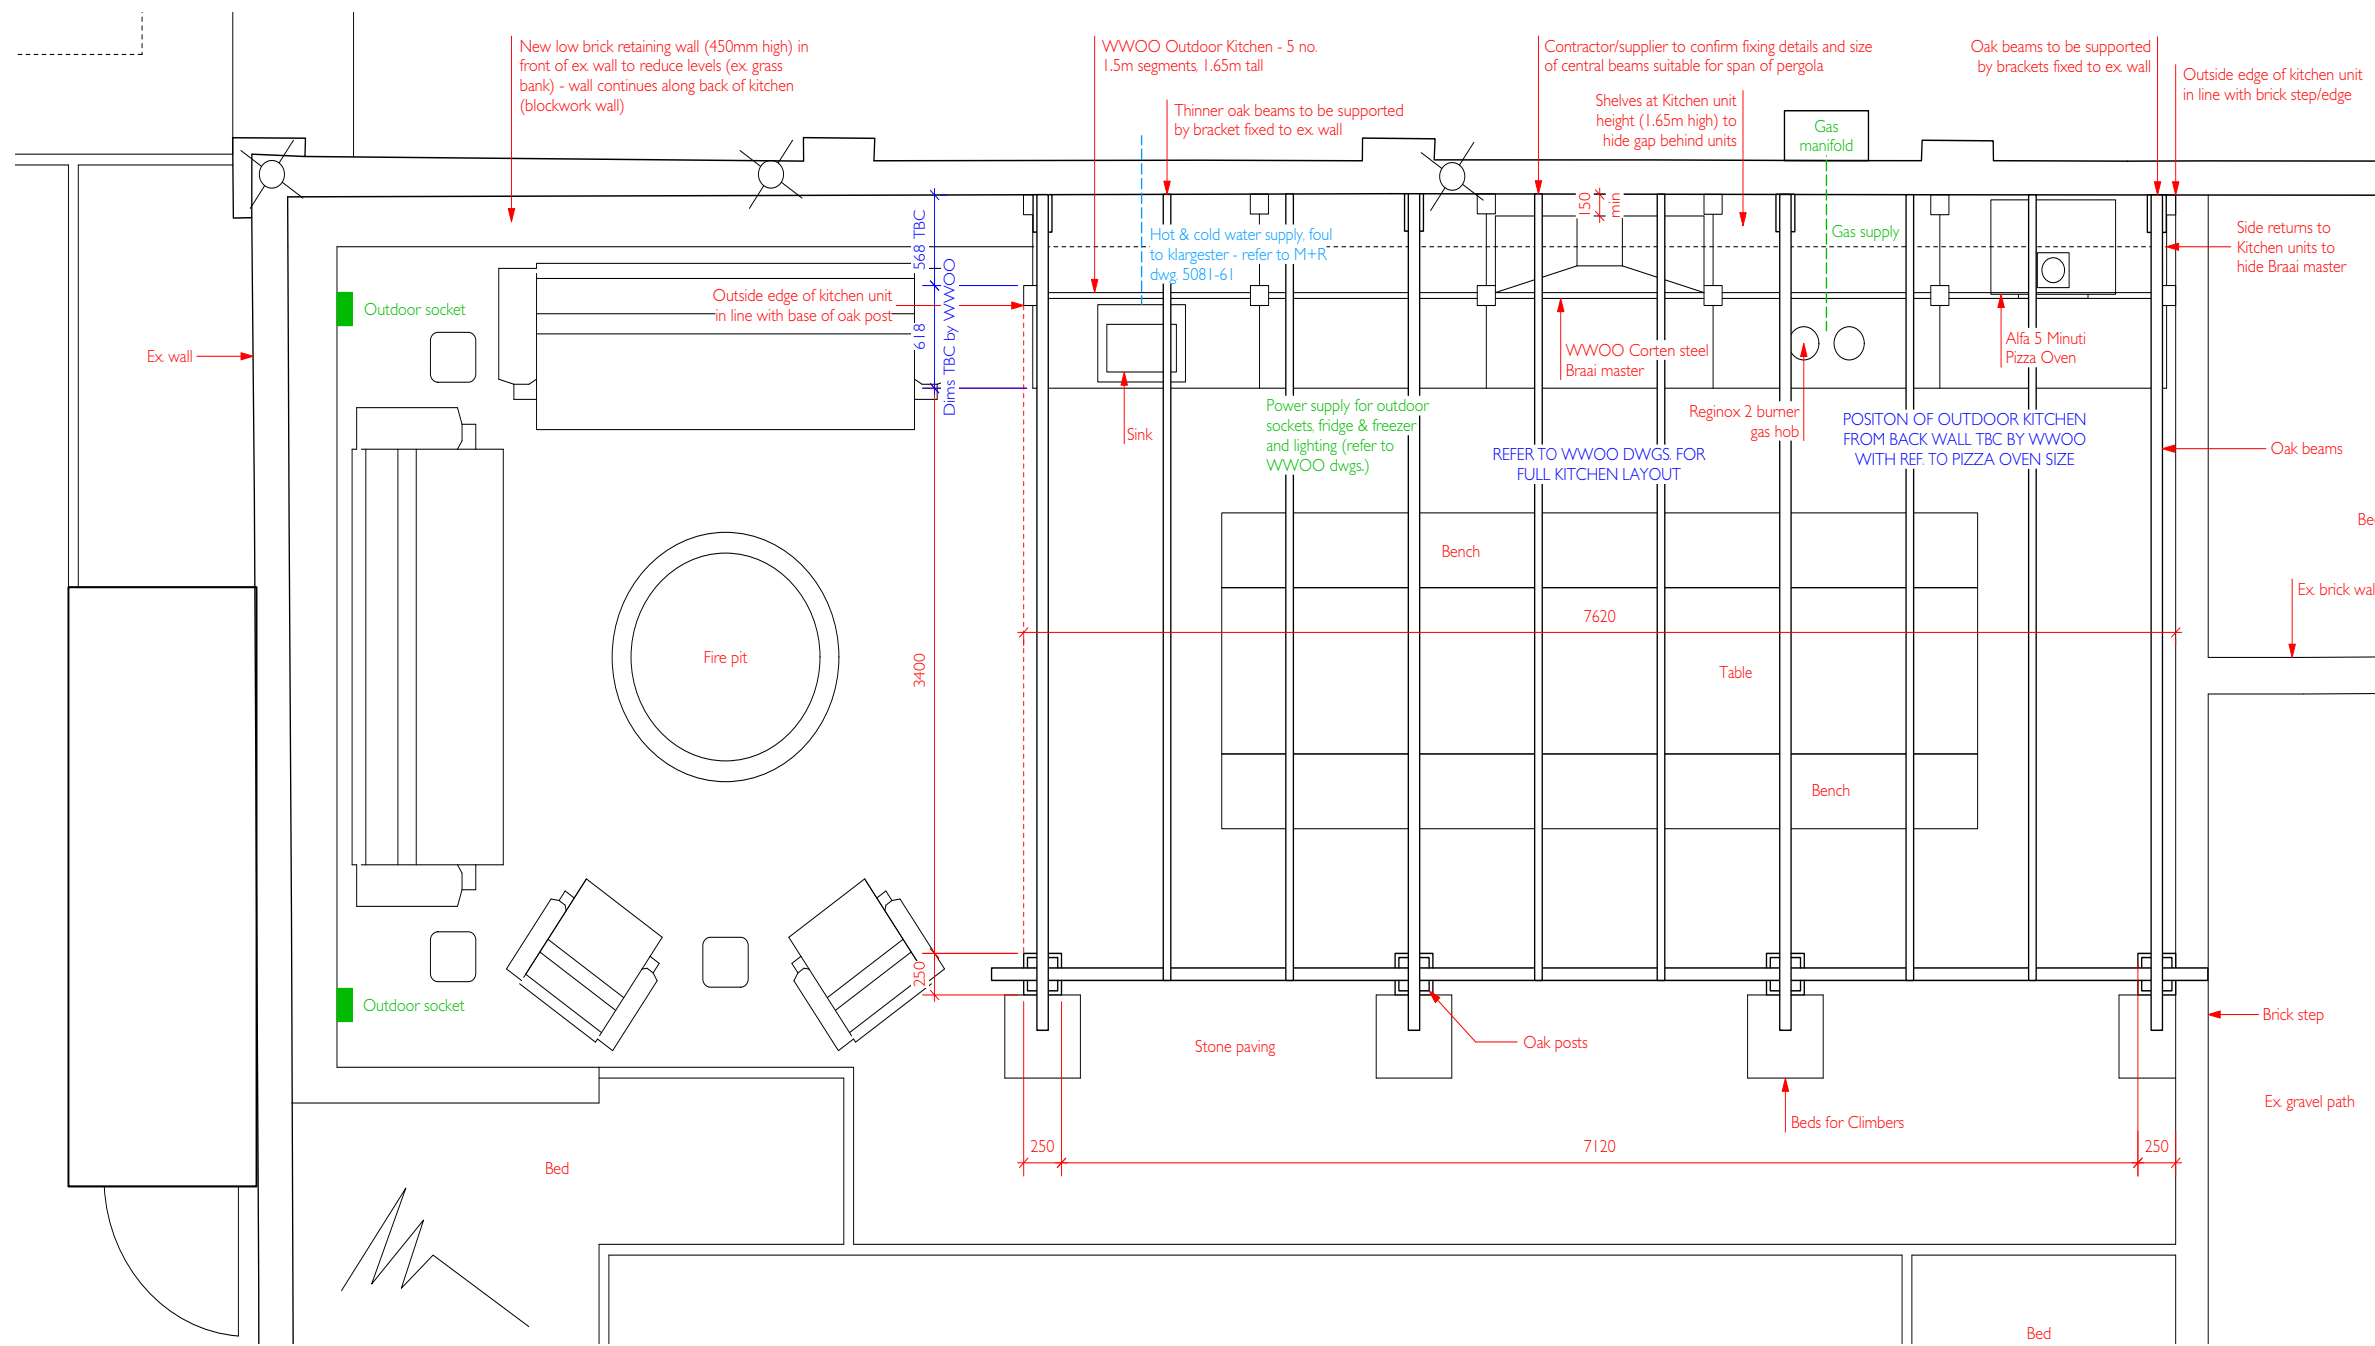 New low brick retaining wall (450mm high) in
front of ex. wall to reduce levels (ex. grass
bank) - wall continues along back of kitchen
(blockwork wall)
WWOO Outdoor Kitchen - 5 no.
1.5m segments, 1.65m tall
Thinner oak beams to be supported
by bracket fixed to ex. wall
Contractor/supplier to confirm fixing details and size
of central beams suitable for span of pergola
Shelves at Kitchen unit
height (1.65m high) to
hide gap behind units
Gas
manifold
Oak beams to be supported
by brackets fixed to ex. wall
Outside edge of kitchen unit
in line with brick step/edge
150
min
568 TBC
Hot & cold water supply, foul
to klargester - refer to M+R
dwg. 5081-61
Gas supply
Side returns to
Kitchen units to
hide Braai master
Outdoor socket
Outside edge of kitchen unit
in line with base of oak post
618
Dims TBC by WWOO
Ex. wall
WWOO Corten steel
Braai master
Alfa 5 Minuti
Pizza Oven
Sink
Power supply for outdoor
sockets, fridge & freezer
and lighting (refer to
WWOO dwgs.)
Reginox 2 burner
gas hob
REFER TO WWOO DWGS. FOR
FULL KITCHEN LAYOUT
POSITON OF OUTDOOR KITCHEN
FROM BACK WALL TBC BY WWOO
WITH REF. TO PIZZA OVEN SIZE
Oak beams
Bench
Ex. brick wal
7620
Fire pit
3400
Table
Bench
250
Outdoor socket
Stone paving
Oak posts
Brick step
Ex. gravel path
Beds for Climbers
250
7120
250
Bed
Bed